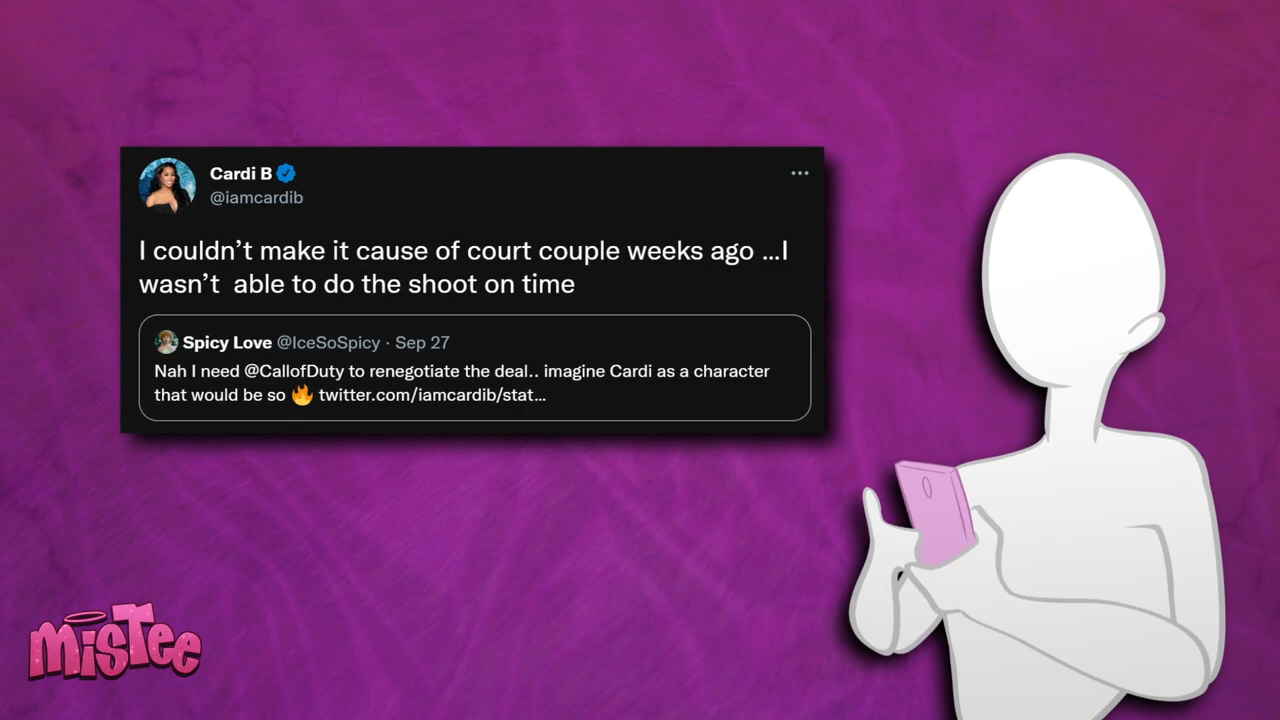 Cardi B
@iamcardib
I couldn’t make it cause of court couple weeks ago ...I
wasn’t  able to do the shoot on time
Spicy Love @IceSoSpicy · Sep 27
Nah I need @CallofDuty to renegotiate the deal.. imagine Cardi as a character
that would be so 🔥 twitter.com/iamcardib/stat...
MisTee